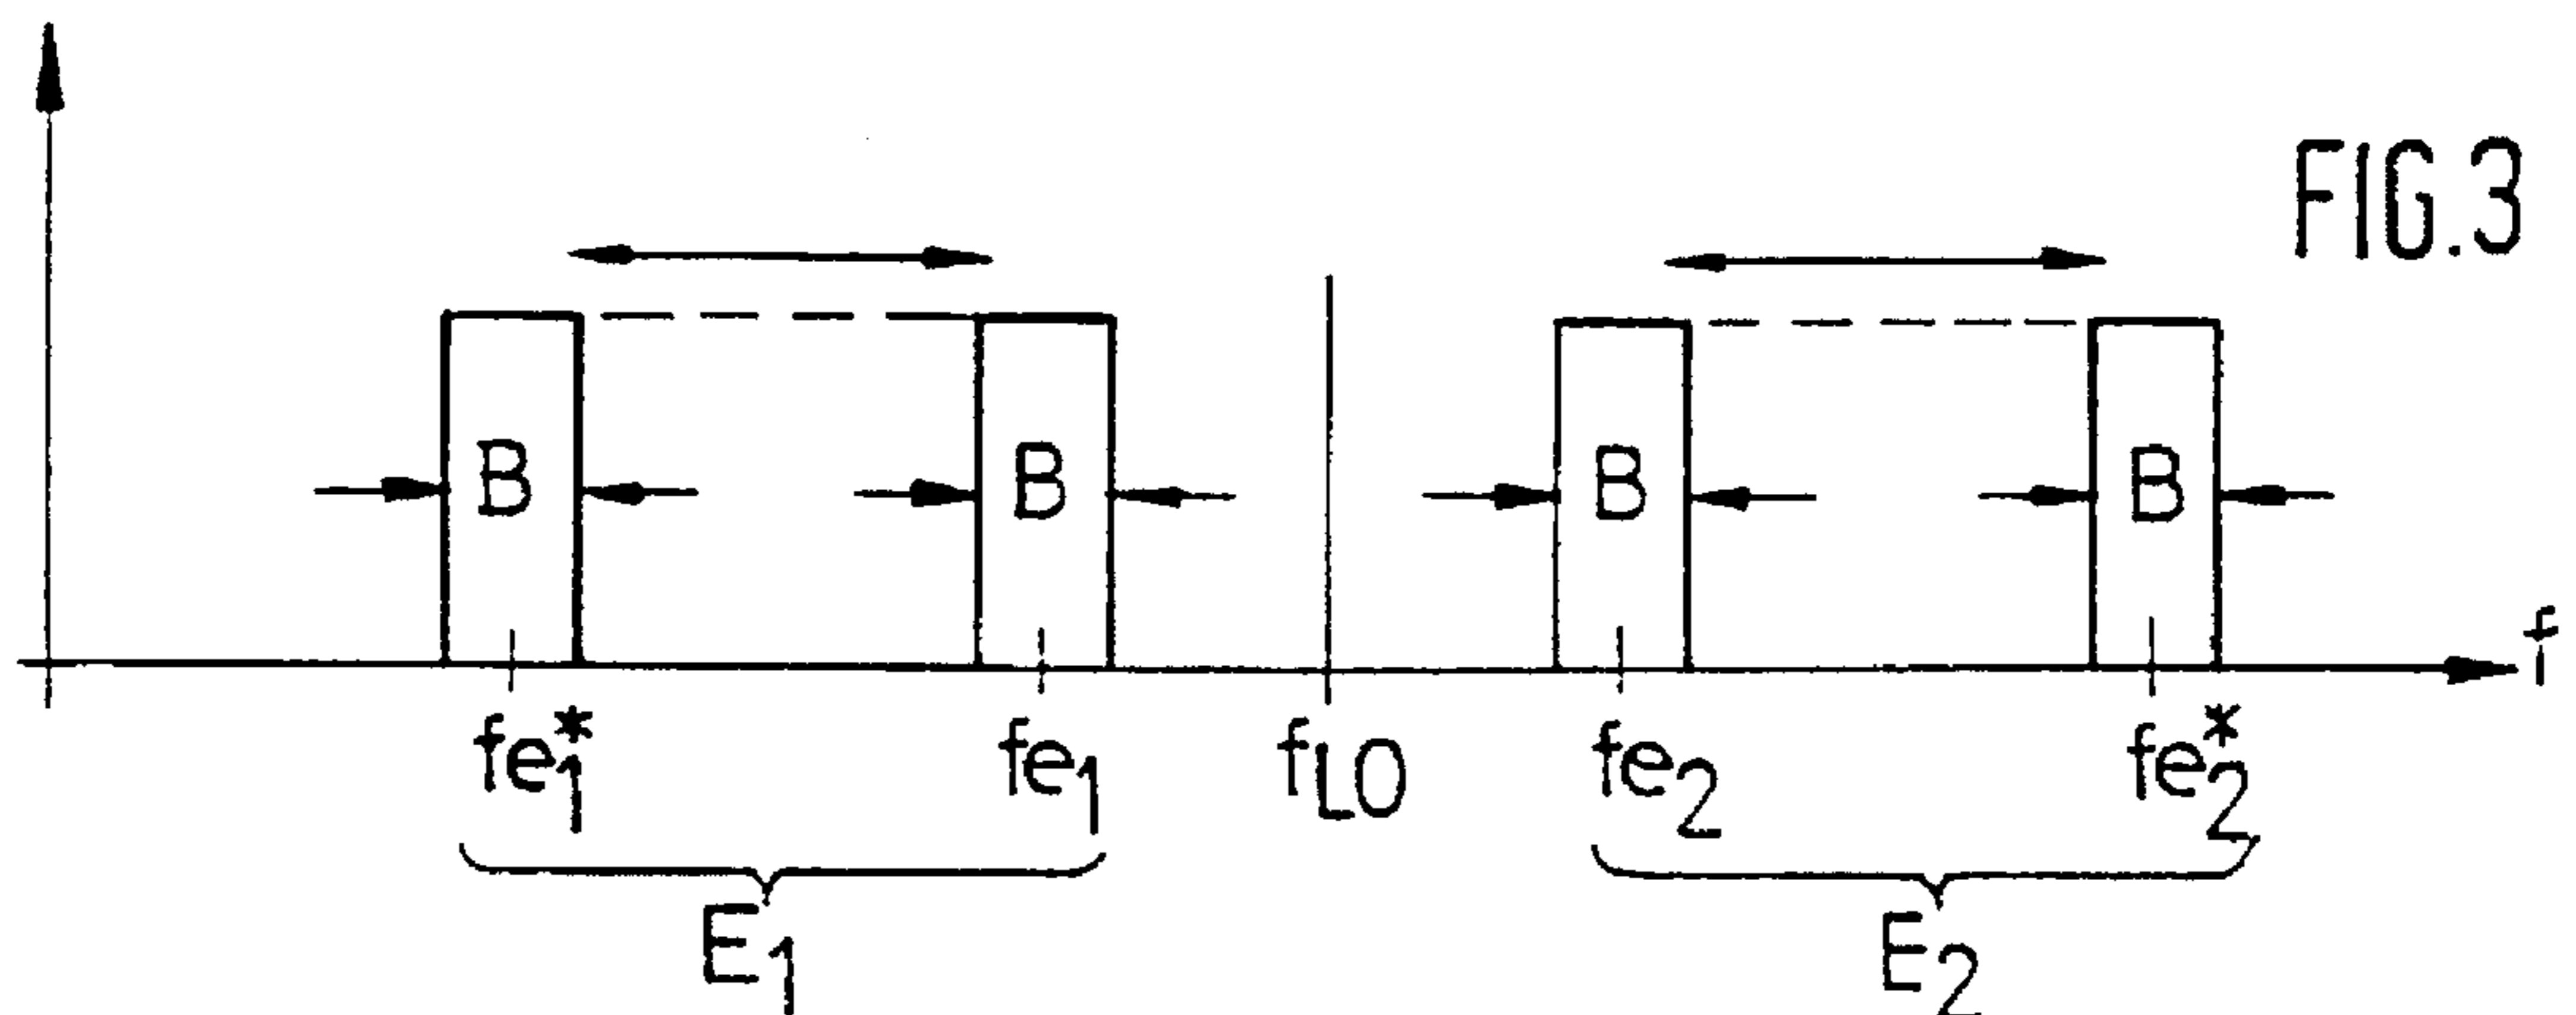 FIG.3
B B B B
f
fe₁* fe₁ fLO fe₂ fe₂*
E₁ E₂